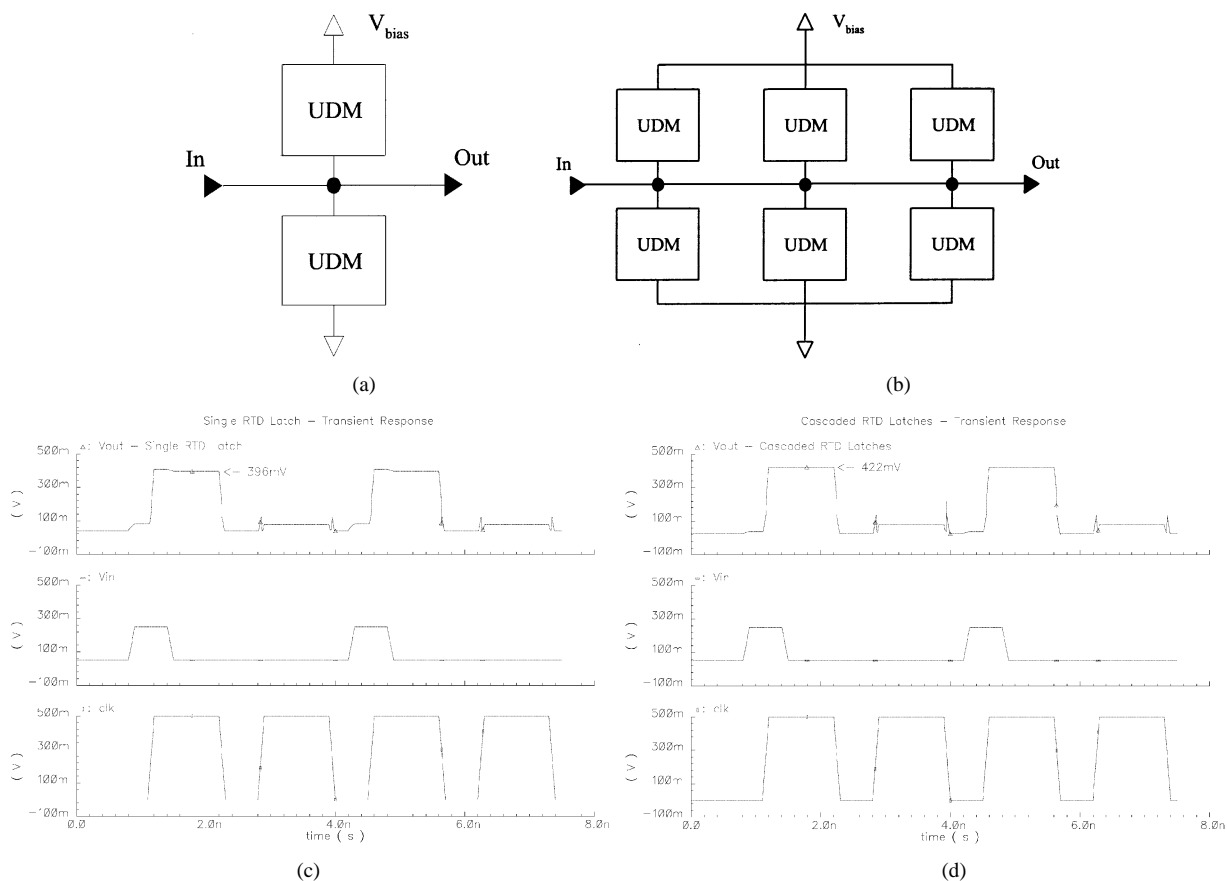 V_bias
UDM
In
Out
UDM
(a)
V_bias
UDM UDM UDM
In
Out
UDM UDM UDM
(b)
Single RTD Latch – Transient Response
△: Vout – Single RTD Latch
500m
300m
100m
-100m
(V)
<- 396mV
Vin
500m
300m
100m
-100m
(V)
clk
500m
300m
100m
-100m
(V)
0.0 2.0n 4.0n 6.0n 8.0n
time (s)
(c)
Cascaded RTD Latches – Transient Response
△: Vout – Cascaded RTD Latches
500m
300m
100m
-100m
(V)
<- 422mV
Vin
500m
300m
100m
-100m
(V)
clk
500m
300m
100m
-100m
(V)
0.0 2.0n 4.0n 6.0n 8.0n
time (s)
(d)